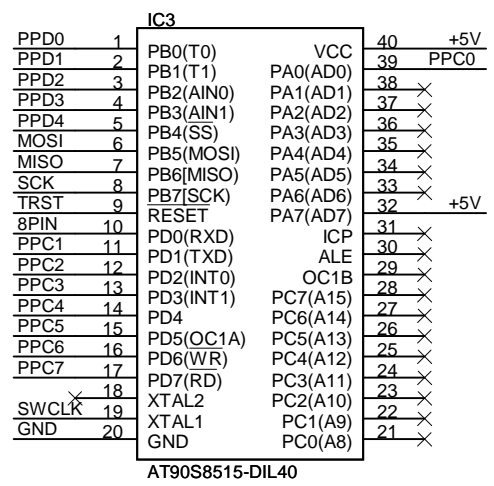 IC3
PPD0 1 PB0(T0) VCC 40 +5V
PPD1 2 PB1(T1) PA0(AD0) 39 PPC0
PPD2 3 PB2(AIN0) PA1(AD1) 38
PPD3 4 PB3(AIN1) PA2(AD2) 37
PPD4 5 PB4(SS) PA3(AD3) 36
MOSI 6 PB5(MOSI) PA4(AD4) 35
MISO 7 PB6[MISO) PA5(AD5) 34
SCK 8 PB7[SCK) PA6(AD6) 33
TRST 9 RESET PA7(AD7) 32 +5V
8PIN 10 PD0(RXD) ICP 31
PPC1 11 PD1(TXD) ALE 30
PPC2 12 PD2(INT0) OC1B 29
PPC3 13 PD3(INT1) PC7(A15) 28
PPC4 14 PD4 PC6(A14) 27
PPC5 15 PD5(OC1A) PC5(A13) 26
PPC6 16 PD6(WR) PC4(A12) 25
PPC7 17 PD7(RD) PC3(A11) 24
18 XTAL2 PC2(A10) 23
SWCLK 19 XTAL1 PC1(A9) 22
GND 20 GND PC0(A8) 21
AT90S8515-DIL40